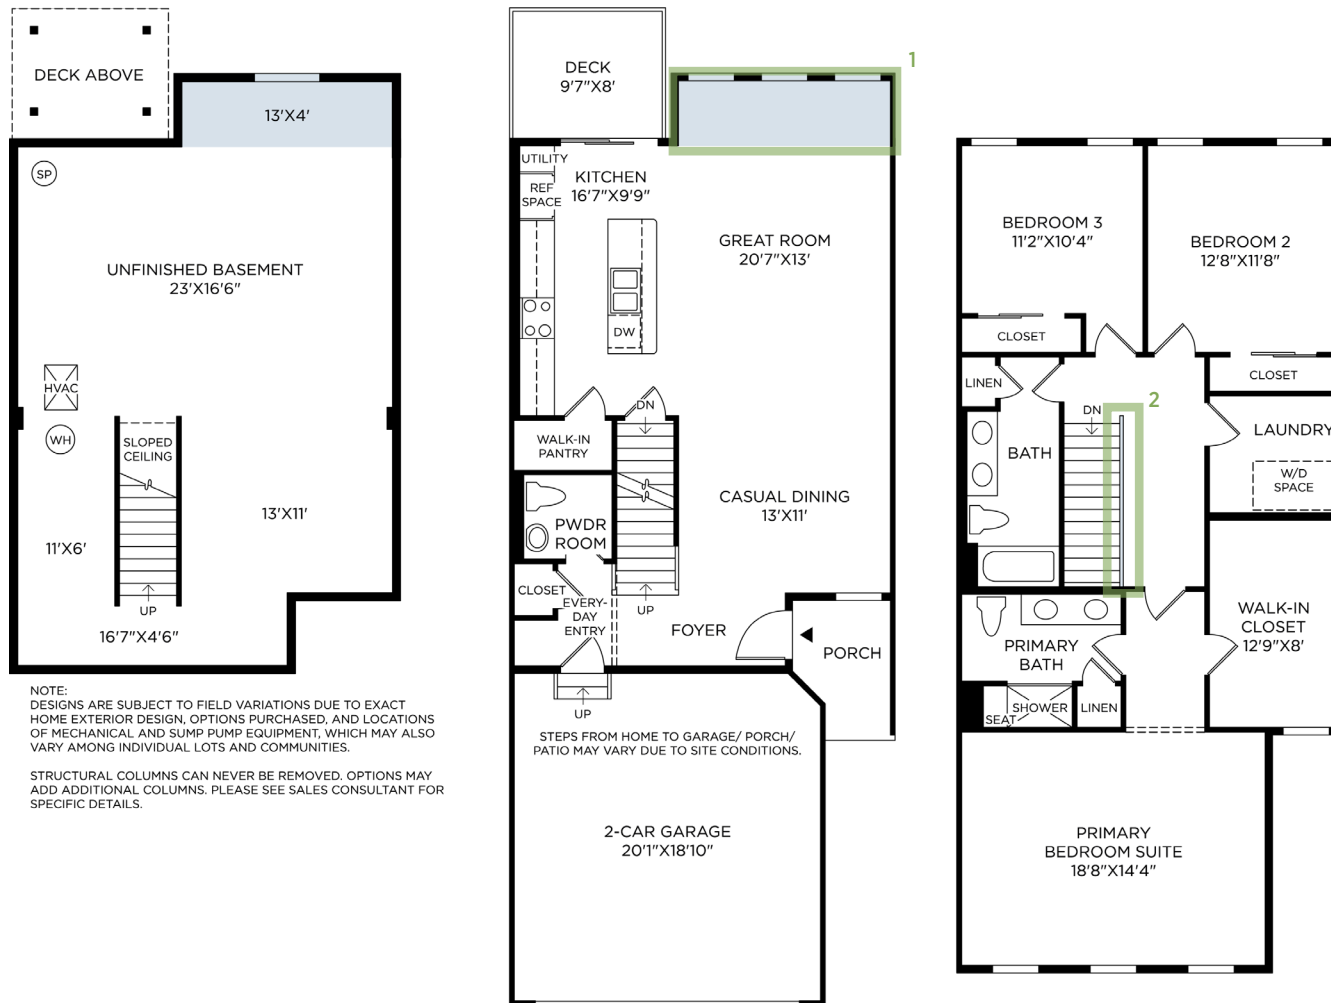 DECK ABOVE
13'X4'
SP
UNFINISHED BASEMENT
23'X16'6"
HVAC
WH
SLOPED
CEILING
13'X11'
11'X6'
UP
16'7"X4'6"
NOTE:
DESIGNS ARE SUBJECT TO FIELD VARIATIONS DUE TO EXACT
HOME EXTERIOR DESIGN, OPTIONS PURCHASED, AND LOCATIONS
OF MECHANICAL AND SUMP PUMP EQUIPMENT, WHICH MAY ALSO
VARY AMONG INDIVIDUAL LOTS AND COMMUNITIES.
STRUCTURAL COLUMNS CAN NEVER BE REMOVED. OPTIONS MAY
ADD ADDITIONAL COLUMNS. PLEASE SEE SALES CONSULTANT FOR
SPECIFIC DETAILS.
DECK
9'7"X8'
1
UTILITY
REF
SPACE
KITCHEN
16'7"X9'9"
GREAT ROOM
20'7"X13'
DW
DN
WALK-IN
PANTRY
CASUAL DINING
13'X11'
PWDR
ROOM
CLOSET
EVERY-
DAY
ENTRY
UP
FOYER
PORCH
UP
STEPS FROM HOME TO GARAGE/ PORCH/
PATIO MAY VARY DUE TO SITE CONDITIONS.
2-CAR GARAGE
20'1"X18'10"
BEDROOM 3
11'2"X10'4"
BEDROOM 2
12'8"X11'8"
CLOSET
CLOSET
LINEN
DN
2
BATH
LAUNDRY
W/D
SPACE
WALK-IN
CLOSET
12'9"X8'
PRIMARY
BATH
SEAT
SHOWER
LINEN
PRIMARY
BEDROOM SUITE
18'8"X14'4"